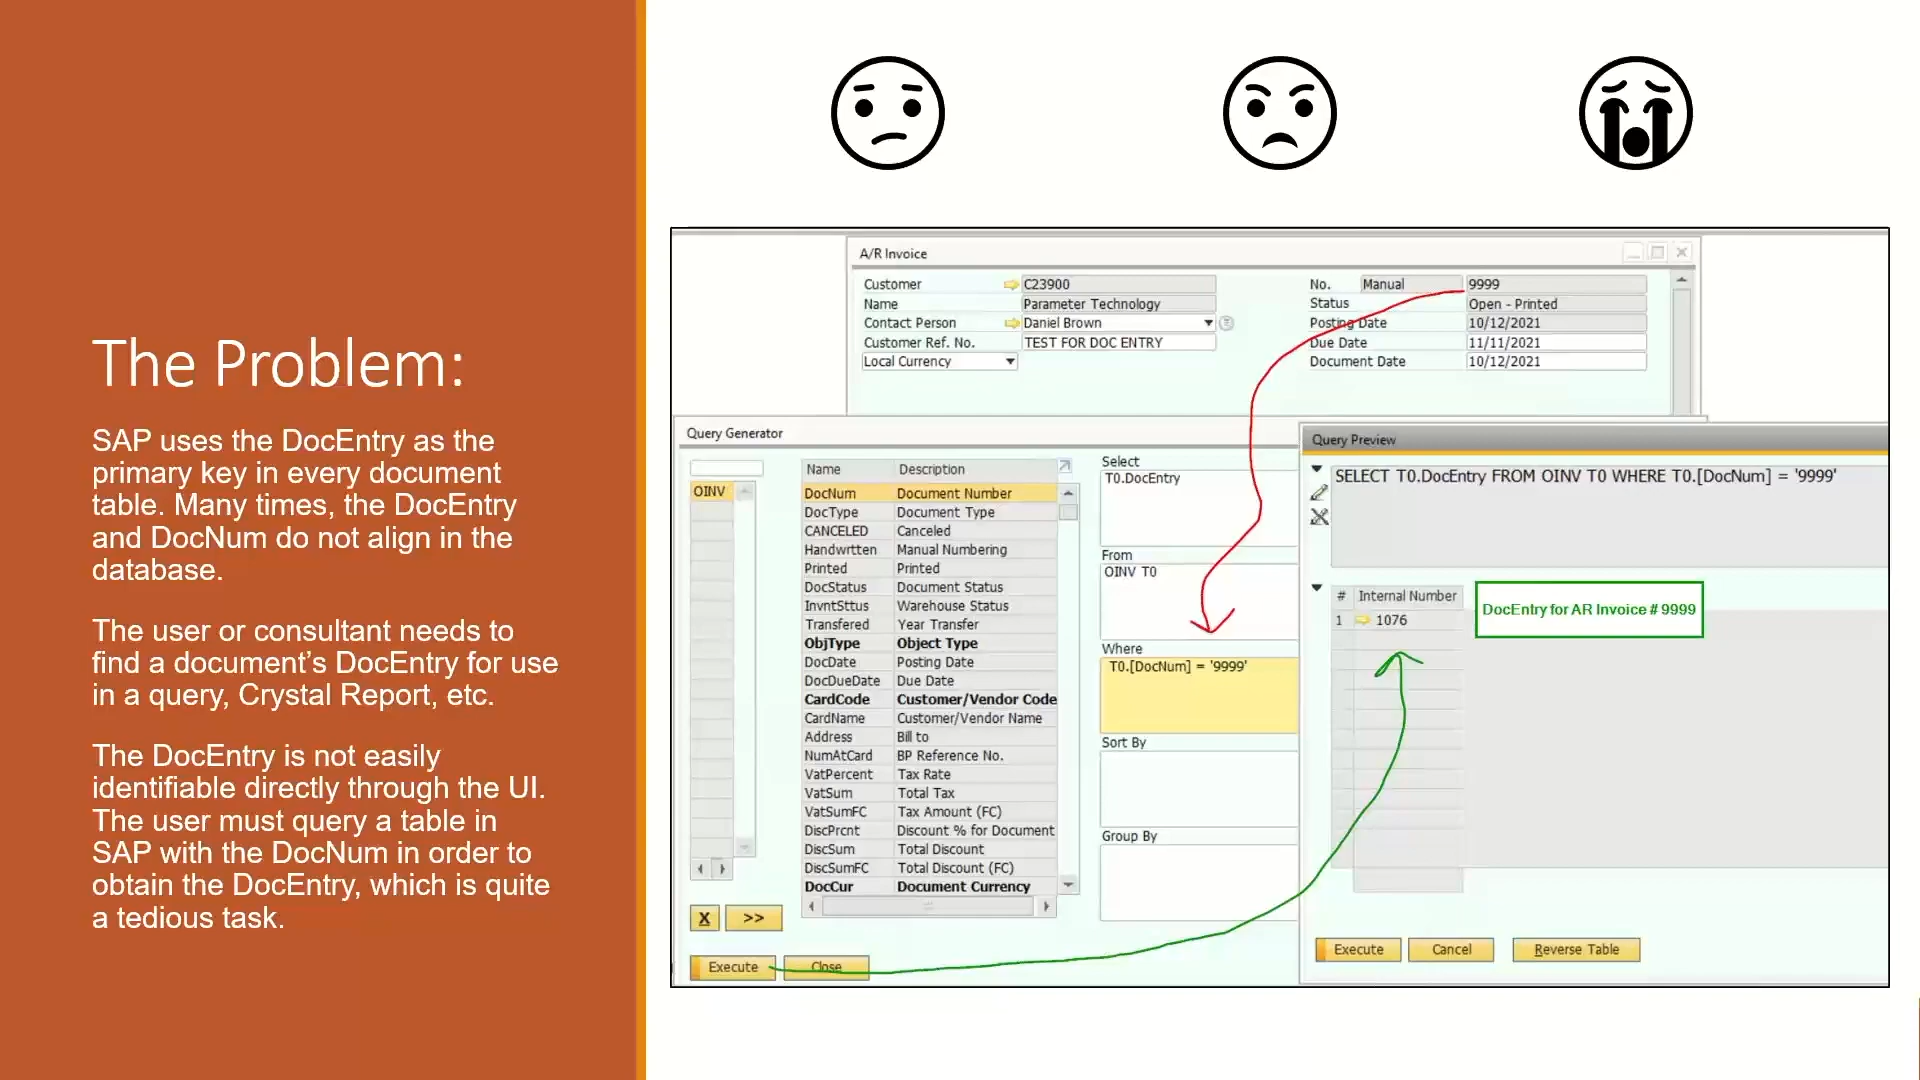 The Problem:
SAP uses the DocEntry as the
primary key in every document
table. Many times, the DocEntry
and DocNum do not align in the
database.
The user or consultant needs to
find a document’s DocEntry for use
in a query, Crystal Report, etc.
The DocEntry is not easily
identifiable directly through the UI.
The user must query a table in
SAP with the DocNum in order to
obtain the DocEntry, which is quite
a tedious task.
A/R Invoice
Customer C23900 No. Manual 9999
Name Parameter Technology Status Open - Printed
Contact Person Daniel Brown Posting Date 10/12/2021
Customer Ref. No. TEST FOR DOC ENTRY Due Date 11/11/2021
Local Currency Document Date 10/12/2021
Query Generator
OINV
Name Description
DocNum Document Number
DocType Document Type
CANCELED Canceled
Handwrtten Manual Numbering
Printed Printed
DocStatus Document Status
InvntSttus Warehouse Status
Transfered Year Transfer
ObjType Object Type
DocDate Posting Date
DocDueDate Due Date
CardCode Customer/Vendor Code
CardName Customer/Vendor Name
Address Bill to
NumAtCard BP Reference No.
VatPercent Tax Rate
VatSum Total Tax
VatSumFC Tax Amount (FC)
DiscPrcnt Discount % for Document
DiscSum Total Discount
DiscSumFC Total Discount (FC)
DocCur Document Currency
X >>
Execute Close
Select
T0.DocEntry
From
OINV T0
Where
T0.[DocNum] = '9999'
Sort By
Group By
Query Preview
SELECT T0.DocEntry FROM OINV T0 WHERE T0.[DocNum] = '9999'
# Internal Number
1 1076
DocEntry for AR Invoice # 9999
Execute Cancel Reverse Table